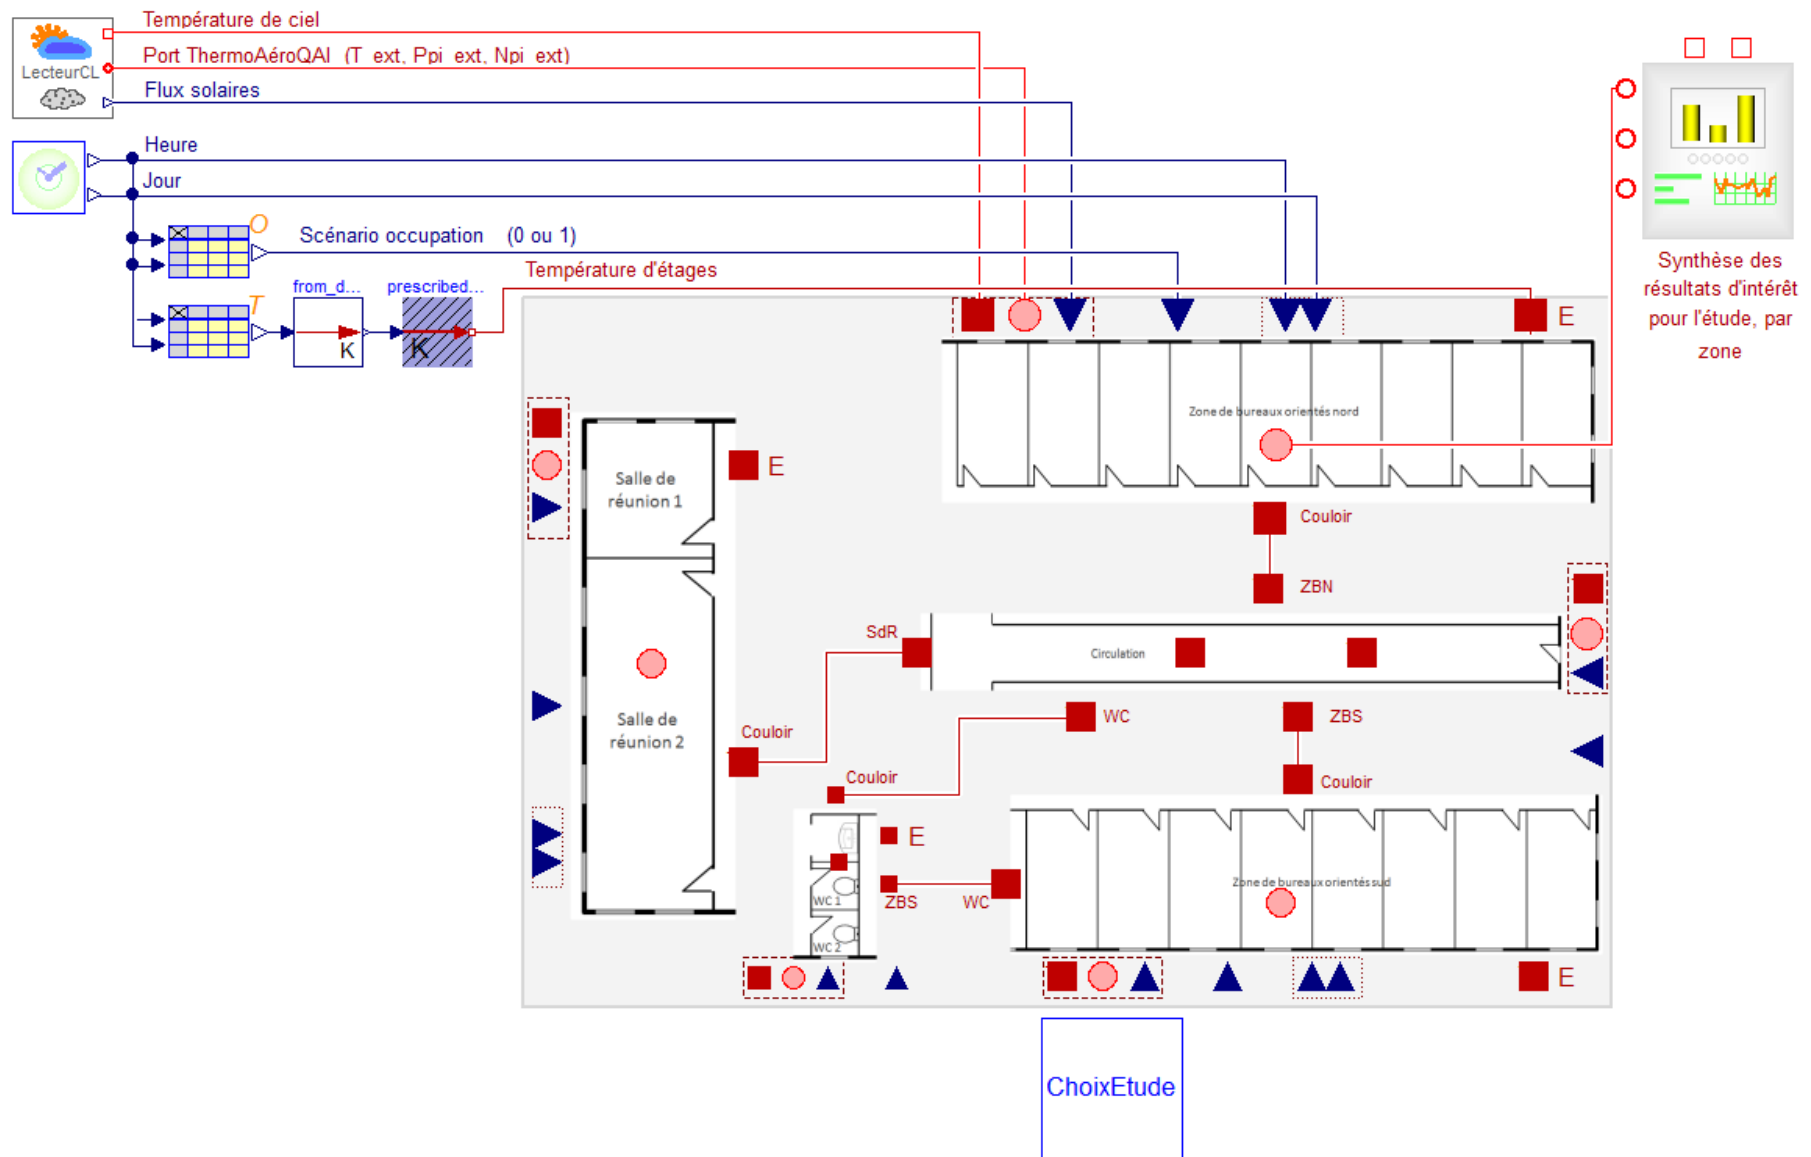 Température de ciel
Port ThermoAéroQAI (T_ext, Ppi_ext, Npi_ext)
LecteurCL
Flux solaires
Heure
Jour
O
Scénario occupation (0 ou 1)
Température d'étages
from_d...
prescribed...
T
K
K
Synthèse des
résultats d'intérêt
pour l'étude, par
zone
E
Zone de bureaux orientés nord
Salle de
réunion 1
E
Couloir
ZBN
SdR
Circulation
Salle de
réunion 2
Couloir
WC
ZBS
Couloir
Couloir
E
Zone de bureaux orientés sud
WC 1
ZBS
WC
WC 2
E
ChoixEtude